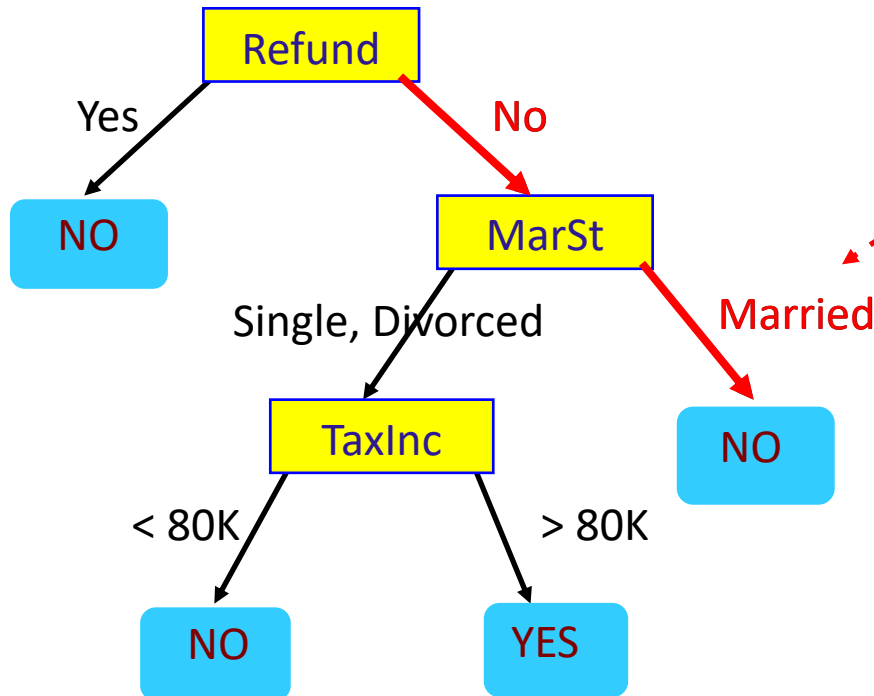 Refund
Yes
No
NO
MarSt
Single, Divorced
Married
TaxInc
NO
< 80K
> 80K
NO
YES